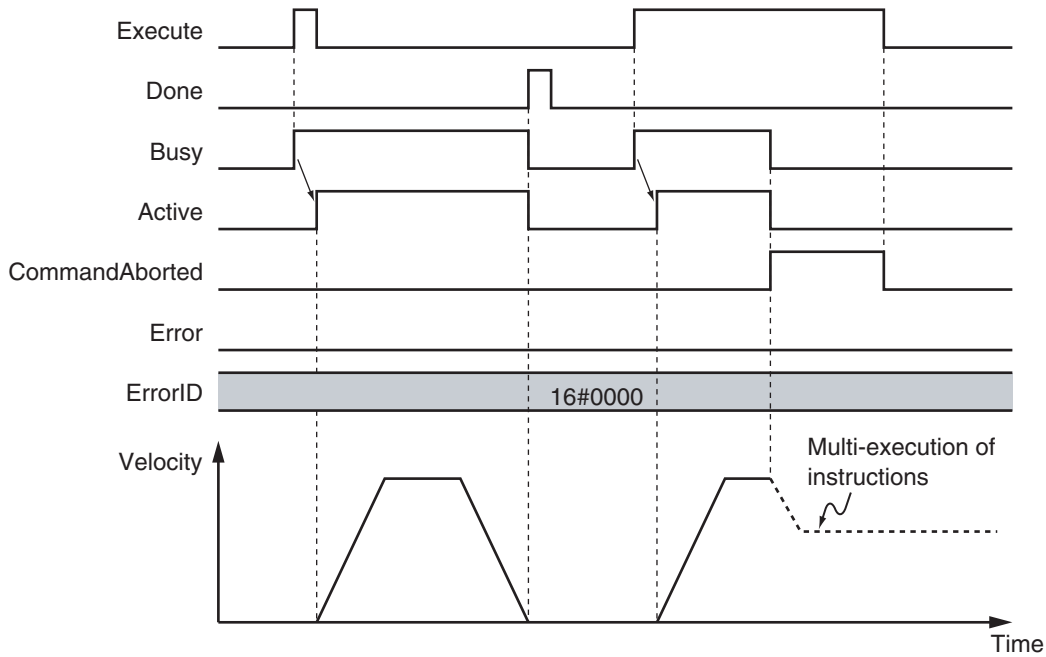 Execute
Done
Busy
Active
CommandAborted
Error
ErrorID
16#0000
Velocity
Multi-execution of
instructions
Time